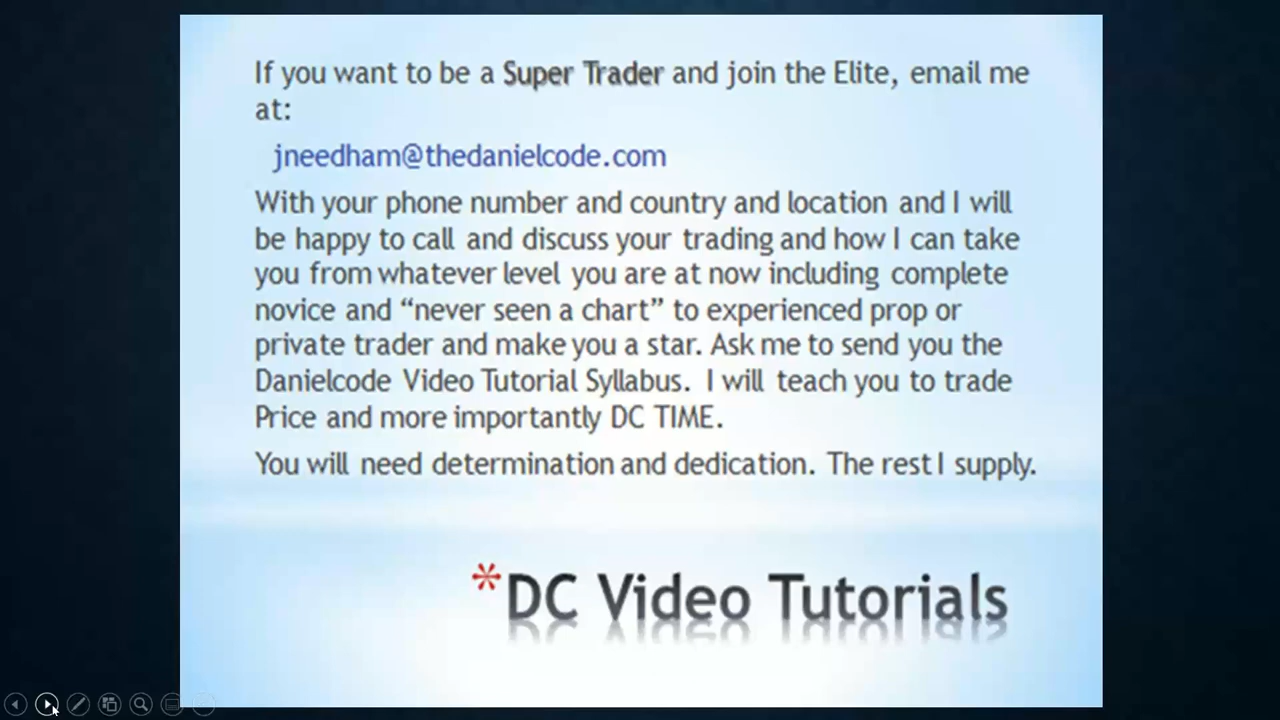 If you want to be a Super Trader and join the Elite, email me
at:
jneedham@thedanielcode.com
With your phone number and country and location and I will
be happy to call and discuss your trading and how I can take
you from whatever level you are at now including complete
novice and “never seen a chart” to experienced prop or
private trader and make you a star. Ask me to send you the
Danielcode Video Tutorial Syllabus. I will teach you to trade
Price and more importantly DC TIME.
You will need determination and dedication. The rest I supply.
*DC Video Tutorials